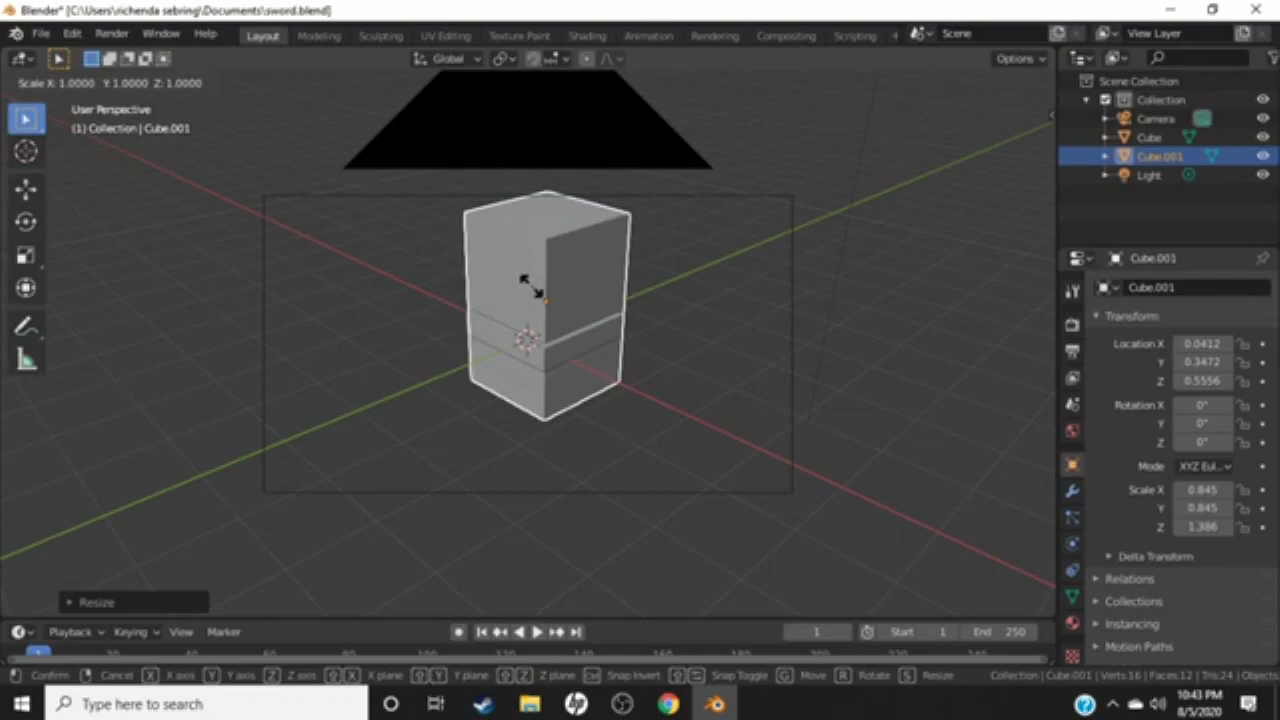 Blender* [C:\Users\richenda sebring\Documents\sword.blend]
File Edit Render Window Help Layout Modeling Sculpting UV Editing Texture Paint Shading Animation Rendering Compositing Scripting Scene View Layer
Global Options
Scale X: 1.0000 Y: 1.0000 Z: 1.0000
User Perspective
(1) Collection | Cube.001
Scene Collection
Collection
Camera
Cube
Cube.001
Light
Cube.001
Cube.001
Transform
Location X 0.0412
Y 0.3472
Z 0.5556
Rotation X 0°
Y 0°
Z 0°
Mode XYZ Eul..
Scale X 0.845
Y 0.845
Z 1.386
Delta Transform
Relations
Collections
Instancing
Motion Paths
Resize
Playback Keying View Marker 1 Start 1 End 250
Confirm Cancel X X axis Y Y axis Z Z axis X X plane Y Y plane Z Z plane Snap Invert Snap Toggle G Move R Rotate S Resize Collection | Cube.001 | Verts:16 | Faces:12 | Tris:24 | Objects
Type here to search
10:43 PM
8/5/2020